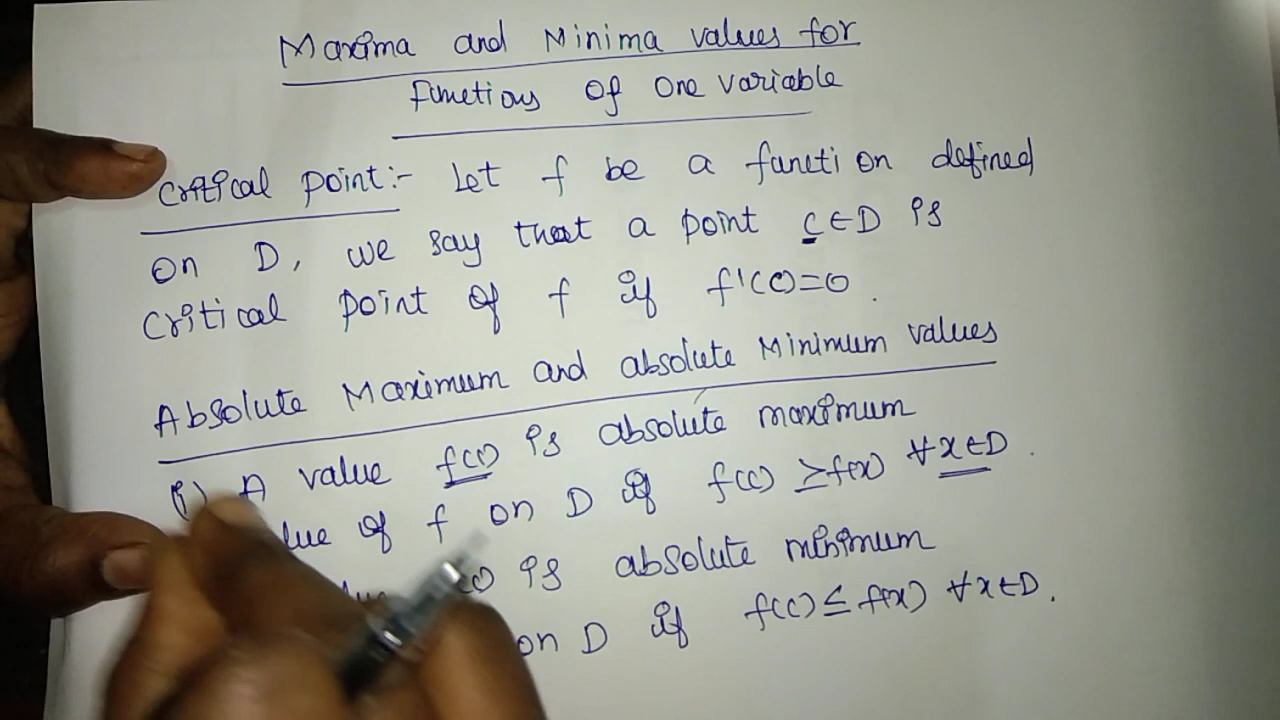 Maxima and Minima values for
functions of one variable
Critical point:- Let f be a function defined
on D, we say that a point c∈D is
critical point of f if f'(c)=0.
Absolute Maximum and absolute Minimum values
(i) A value f(c) is absolute maximum
of f on D if f(c) ≥ f(x) ∀x∈D.
is absolute minimum
on D if f(c) ≤ f(x) ∀x∈D.